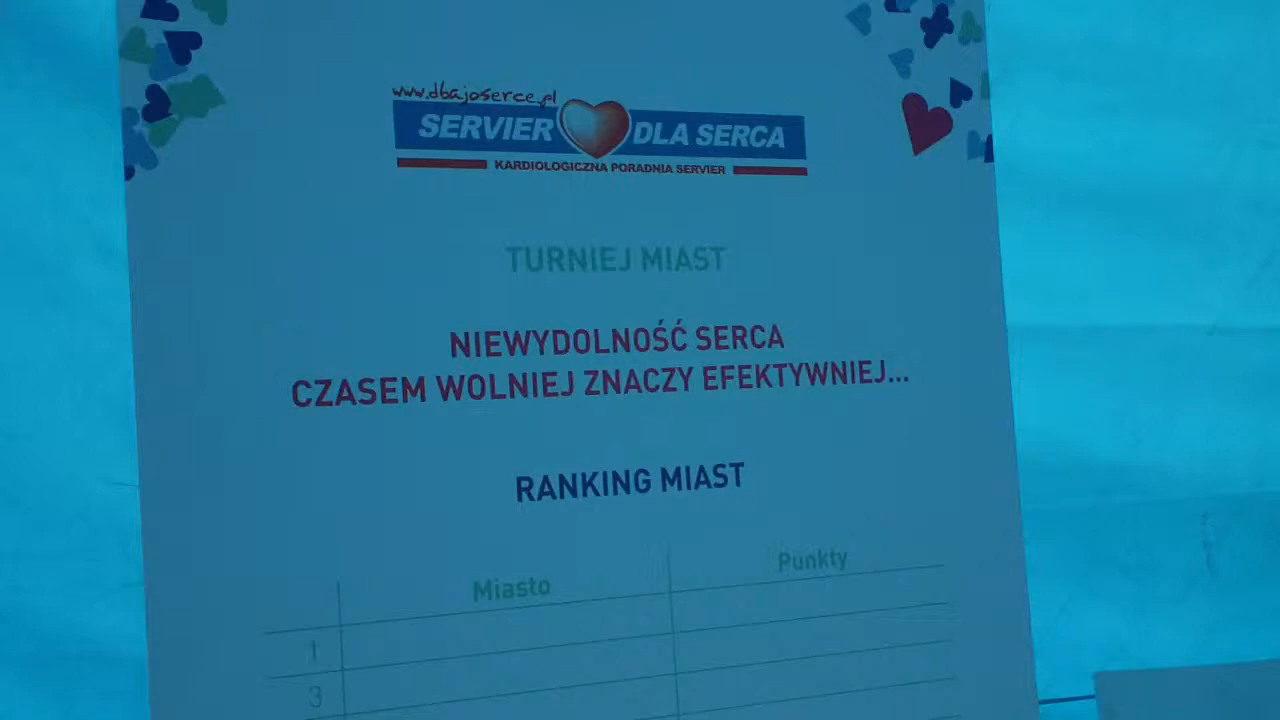 www.dbajoserce.pl
SERVIER DLA SERCA
KARDIOLOGICZNA PORADNIA SERVIER
TURNIEJ MIAST
NIEWYDOLNOŚĆ SERCA
CZASEM WOLNIEJ ZNACZY EFEKTYWNIEJ...
RANKING MIAST
Miasto Punkty
1
3